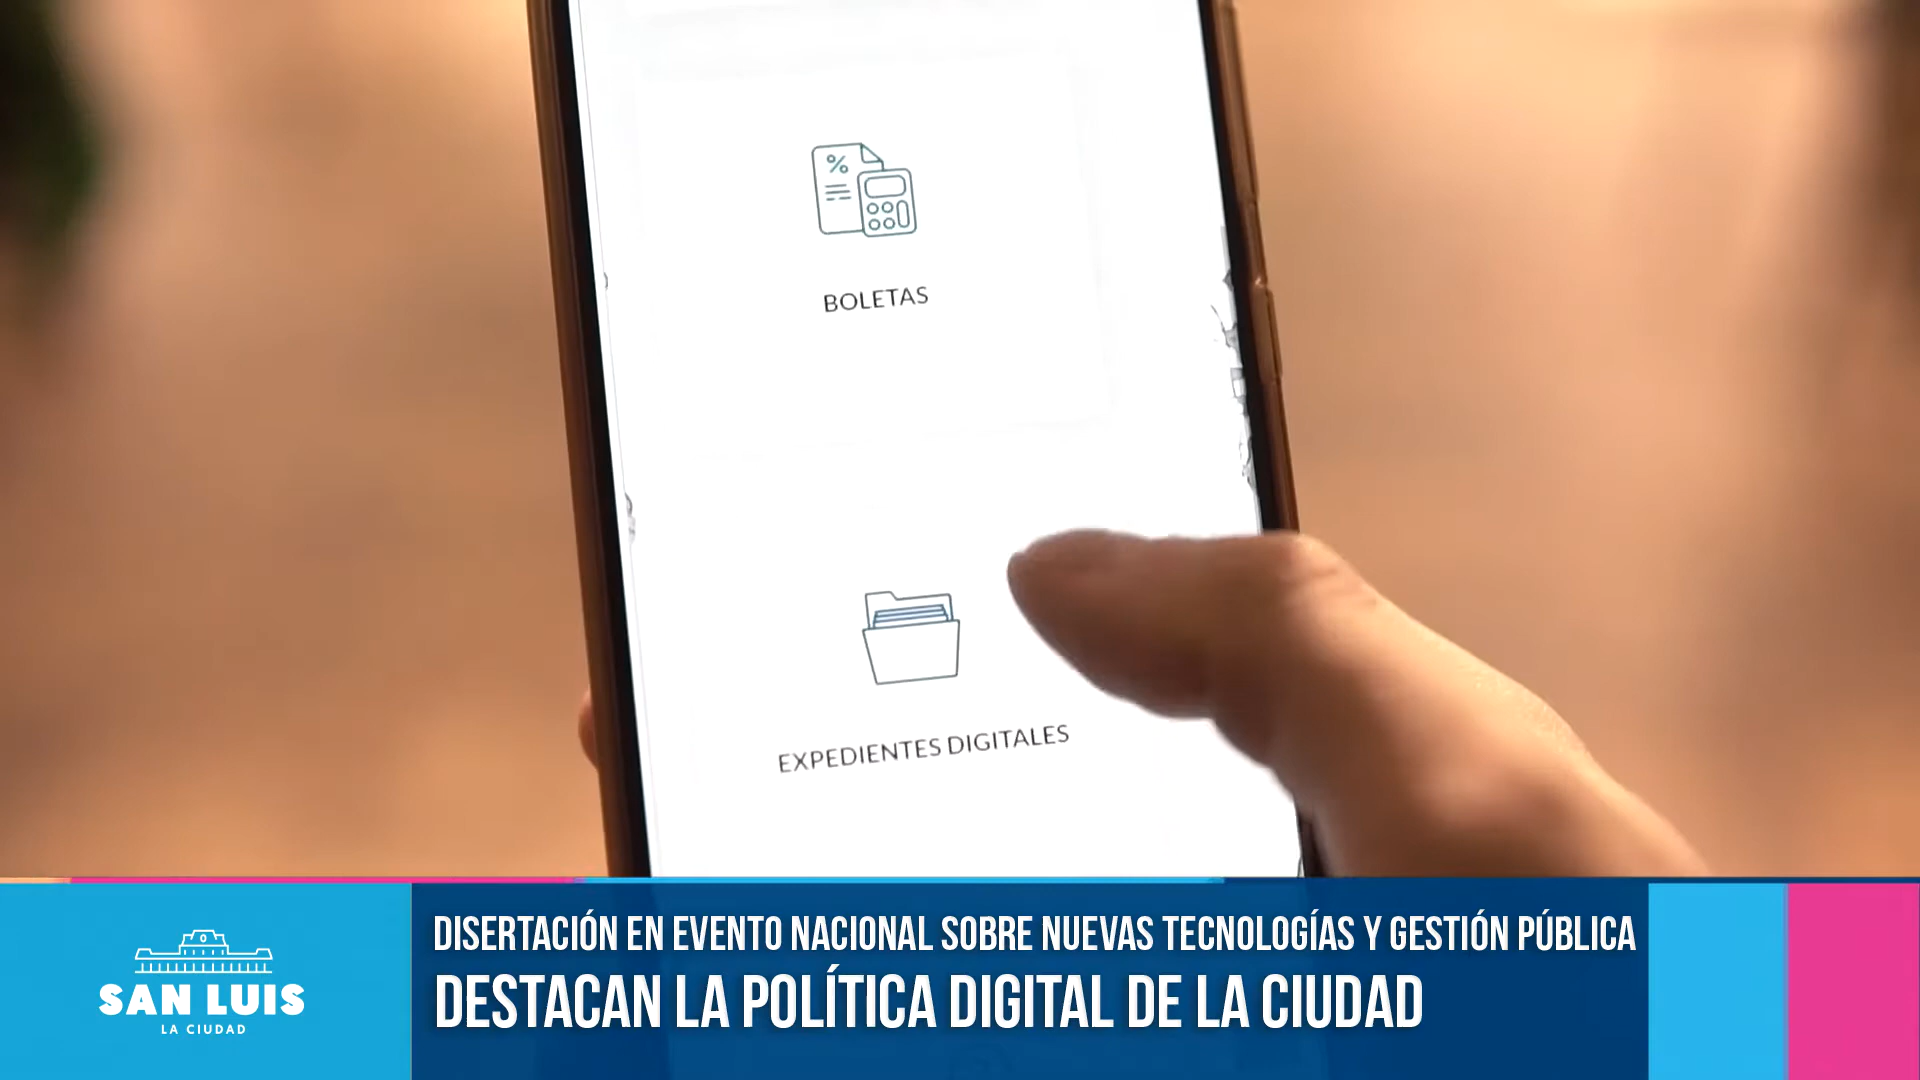 %
BOLETAS
EXPEDIENTES DIGITALES
SAN LUIS
LA CIUDAD
DISERTACIÓN EN EVENTO NACIONAL SOBRE NUEVAS TECNOLOGÍAS Y GESTIÓN PÚBLICA
DESTACAN LA POLÍTICA DIGITAL DE LA CIUDAD